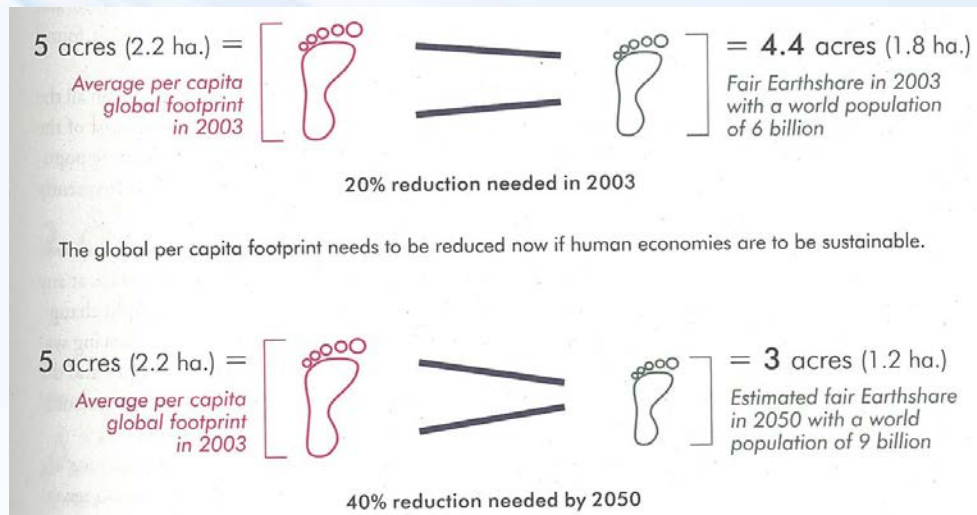 5 acres (2.2 ha.) =
Average per capita
global footprint
in 2003
= 4.4 acres (1.8 ha.)
Fair Earthshare in 2003
with a world population
of 6 billion
20% reduction needed in 2003
The global per capita footprint needs to be reduced now if human economies are to be sustainable.
5 acres (2.2 ha.) =
Average per capita
global footprint
in 2003
= 3 acres (1.2 ha.)
Estimated fair Earthshare
in 2050 with a world
population of 9 billion
40% reduction needed by 2050